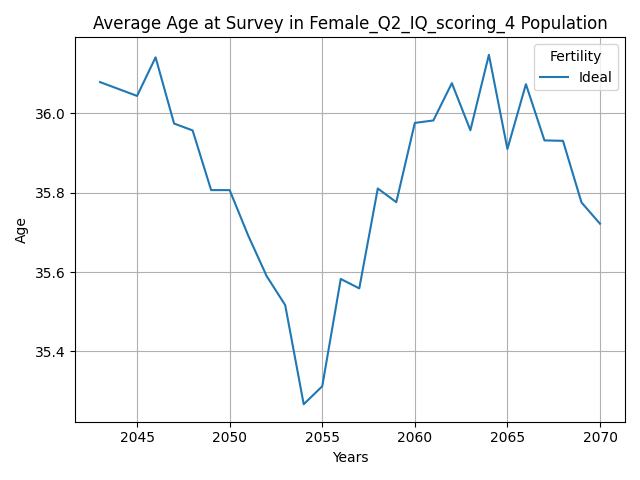 Average Age at Survey in Female_Q2_IQ_scoring_4 Population
Fertility
Ideal
36.0
35.8
35.6
35.4
Age
2045 2050 2055 2060 2065 2070
Years